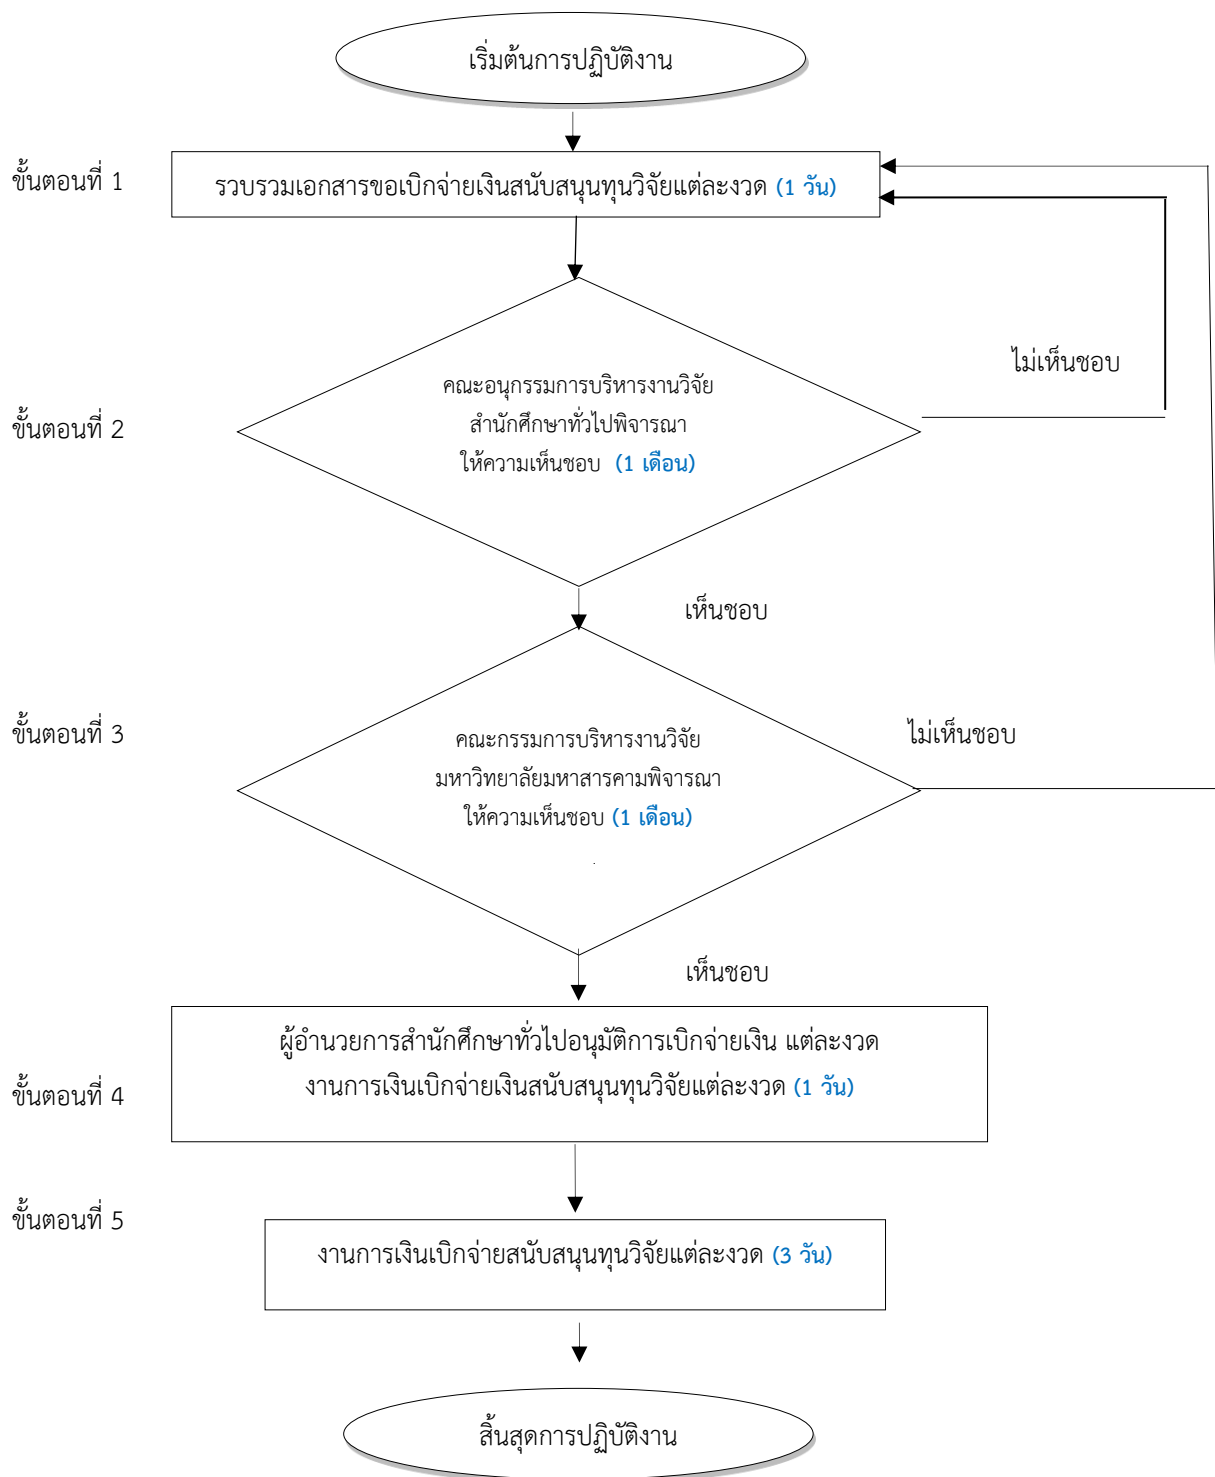 เริ่มต้นการปฏิบัติงาน
ขั้นตอนที่ 1
รวบรวมเอกสารขอเบิกจ่ายเงินสนับสนุนทุนวิจัยแต่ละงวด (1 วัน)
ไม่เห็นชอบ
ขั้นตอนที่ 2
คณะอนุกรรมการบริหารงานวิจัย
สำนักศึกษาทั่วไปพิจารณา
ให้ความเห็นชอบ (1 เดือน)
เห็นชอบ
ขั้นตอนที่ 3
ไม่เห็นชอบ
คณะกรรมการบริหารงานวิจัย
มหาวิทยาลัยมหาสารคามพิจารณา
ให้ความเห็นชอบ (1 เดือน)
.
เห็นชอบ
ขั้นตอนที่ 4
ผู้อำนวยการสำนักศึกษาทั่วไปอนุมัติการเบิกจ่ายเงิน แต่ละงวด
งานการเงินเบิกจ่ายเงินสนับสนุนทุนวิจัยแต่ละงวด (1 วัน)
ขั้นตอนที่ 5
งานการเงินเบิกจ่ายสนับสนุนทุนวิจัยแต่ละงวด (3 วัน)
สิ้นสุดการปฏิบัติงาน